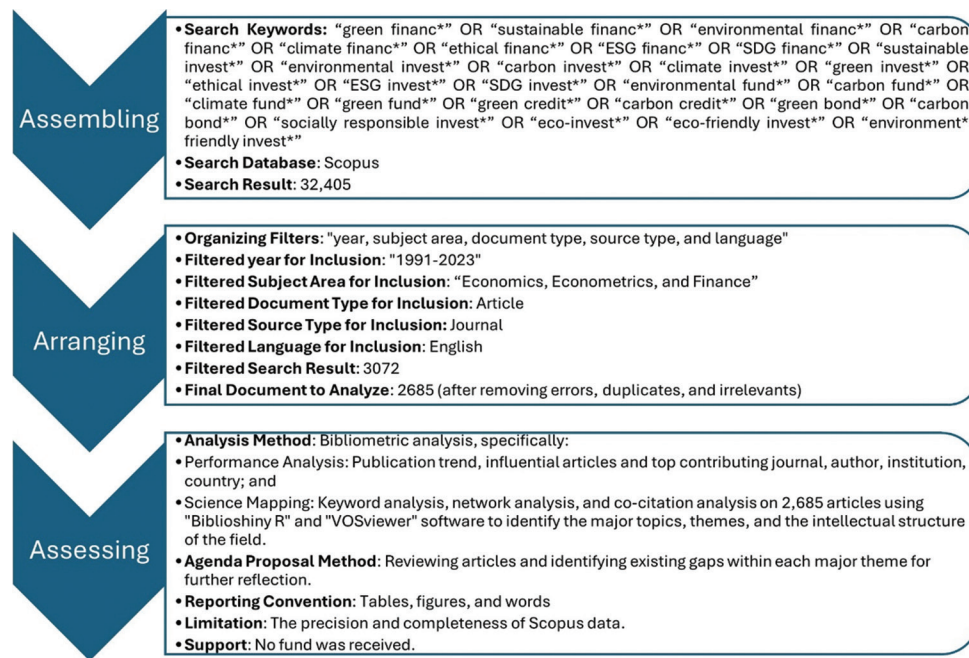 Assembling
•Search Keywords: “green financ*” OR “sustainable financ*” OR “environmental financ*” OR “carbon
financ*” OR “climate financ*” OR “ethical financ*” OR “ESG financ*” OR “SDG financ*” OR “sustainable
invest*” OR “environmental invest*” OR “carbon invest*” OR “climate invest*” OR “green invest*” OR
“ethical invest*” OR “ESG invest*” OR “SDG invest*” OR “environmental fund*” OR “carbon fund*” OR
“climate fund*” OR “green fund*” OR “green credit*” OR “carbon credit*” OR “green bond*” OR “carbon
bond*” OR “socially responsible invest*” OR “eco-invest*” OR “eco-friendly invest*” OR “environment*
friendly invest*”
•Search Database: Scopus
•Search Result: 32,405
Arranging
•Organizing Filters: "year, subject area, document type, source type, and language"
•Filtered year for Inclusion: "1991-2023"
•Filtered Subject Area for Inclusion: “Economics, Econometrics, and Finance”
•Filtered Document Type for Inclusion: Article
•Filtered Source Type for Inclusion: Journal
•Filtered Language for Inclusion: English
•Filtered Search Result: 3072
•Final Document to Analyze: 2685 (after removing errors, duplicates, and irrelevants)
Assessing
•Analysis Method: Bibliometric analysis, specifically:
•Performance Analysis: Publication trend, influential articles and top contributing journal, author, institution,
country; and
•Science Mapping: Keyword analysis, network analysis, and co-citation analysis on 2,685 articles using
"Biblioshiny R" and "VOSviewer" software to identify the major topics, themes, and the intellectual structure
of the field.
•Agenda Proposal Method: Reviewing articles and identifying existing gaps within each major theme for
further reflection.
•Reporting Convention: Tables, figures, and words
•Limitation: The precision and completeness of Scopus data.
•Support: No fund was received.